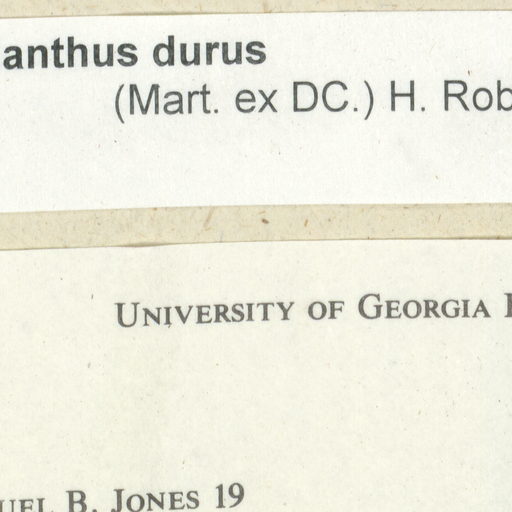 anthus durus
(Mart. ex DC.) H. Rob
UNIVERSITY OF GEORGIA
UEL B. JONES 19